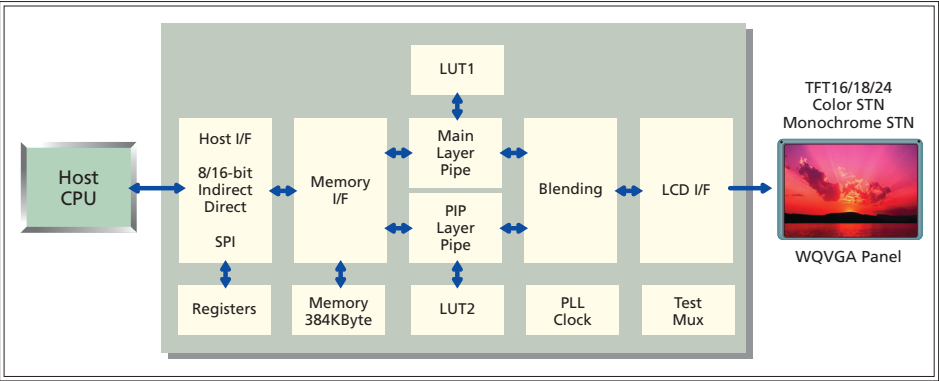 LUT1
TFT16/18/24
Color STN
Monochrome STN
Host
CPU
Host I/F
8/16-bit
Indirect
Direct
SPI
Memory
I/F
Main
Layer
Pipe
PIP
Layer
Pipe
Blending
LCD I/F
WQVGA Panel
Registers
Memory
384KByte
LUT2
PLL
Clock
Test
Mux